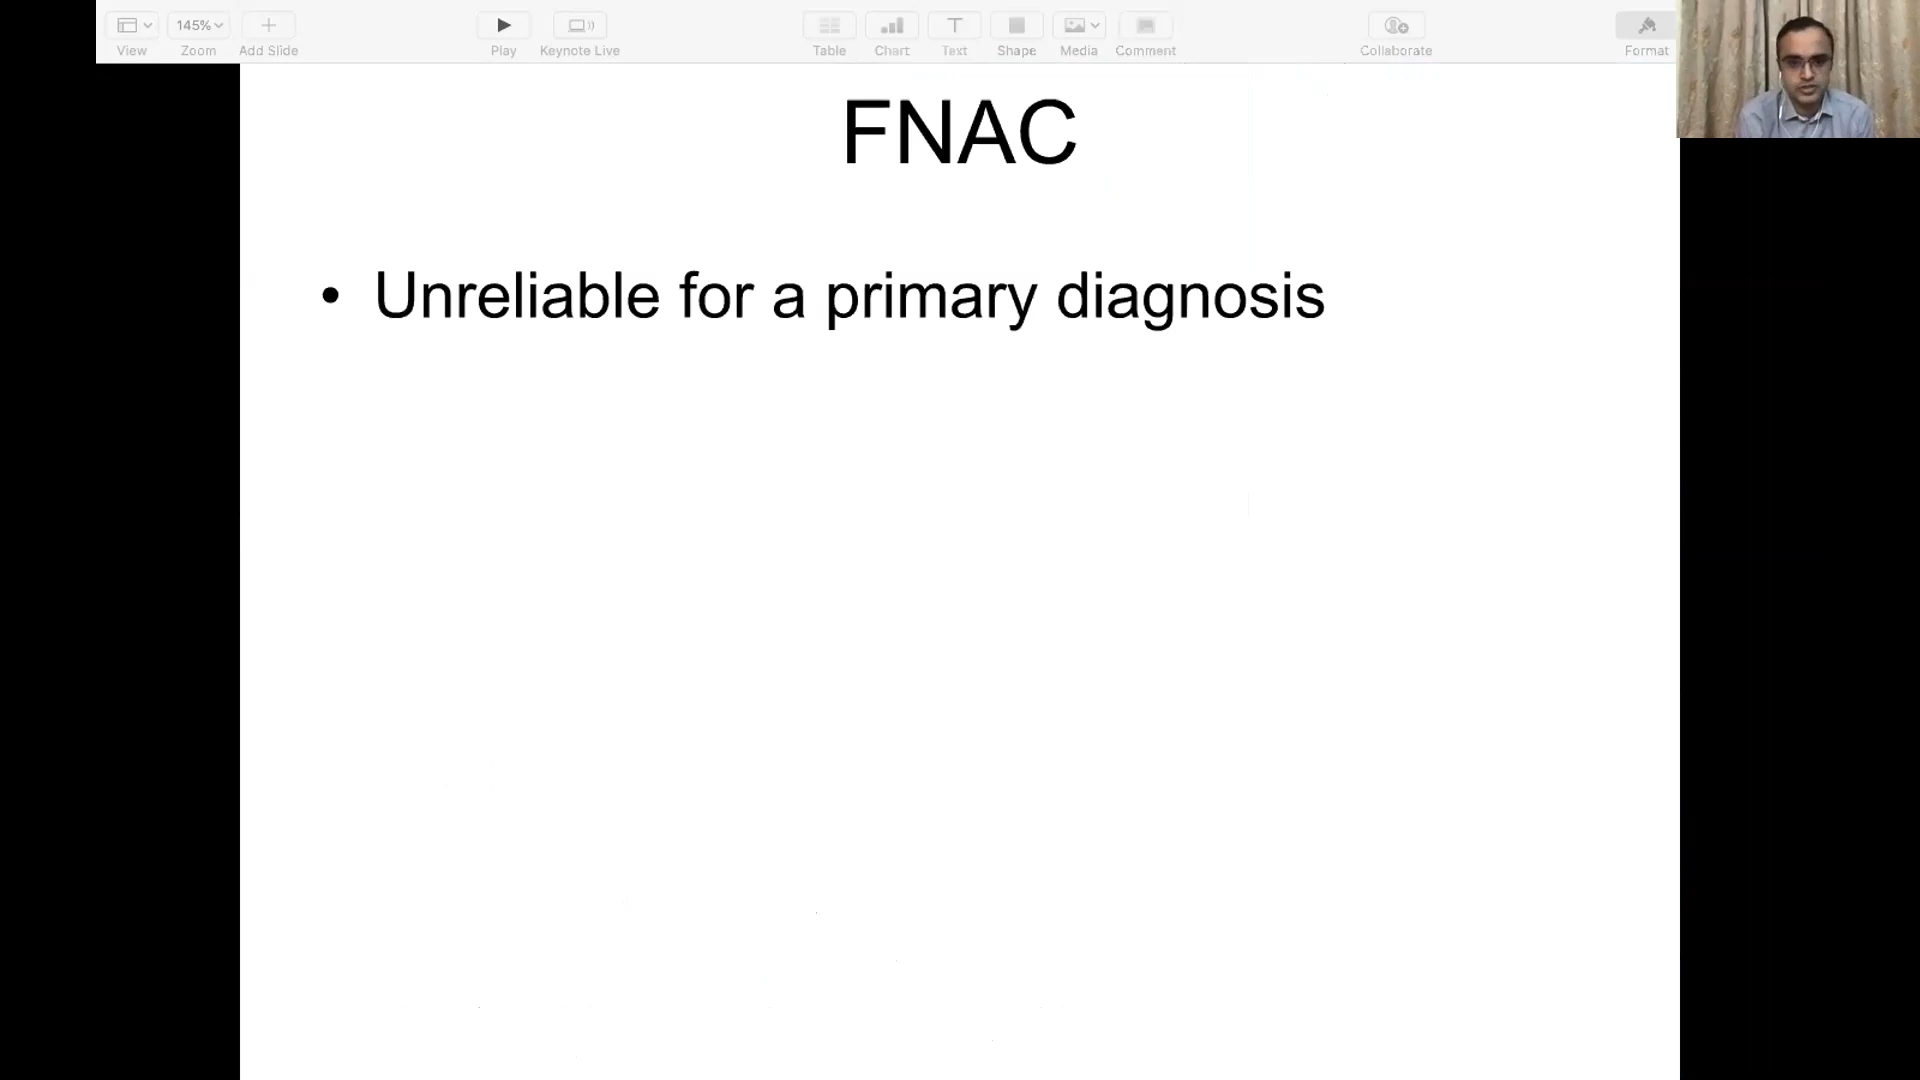 145%
View
Zoom
Add Slide
Play
Keynote Live
Table
Chart
Text
Shape
Media
Comment
Collaborate
Format
FNAC
• Unreliable for a primary diagnosis